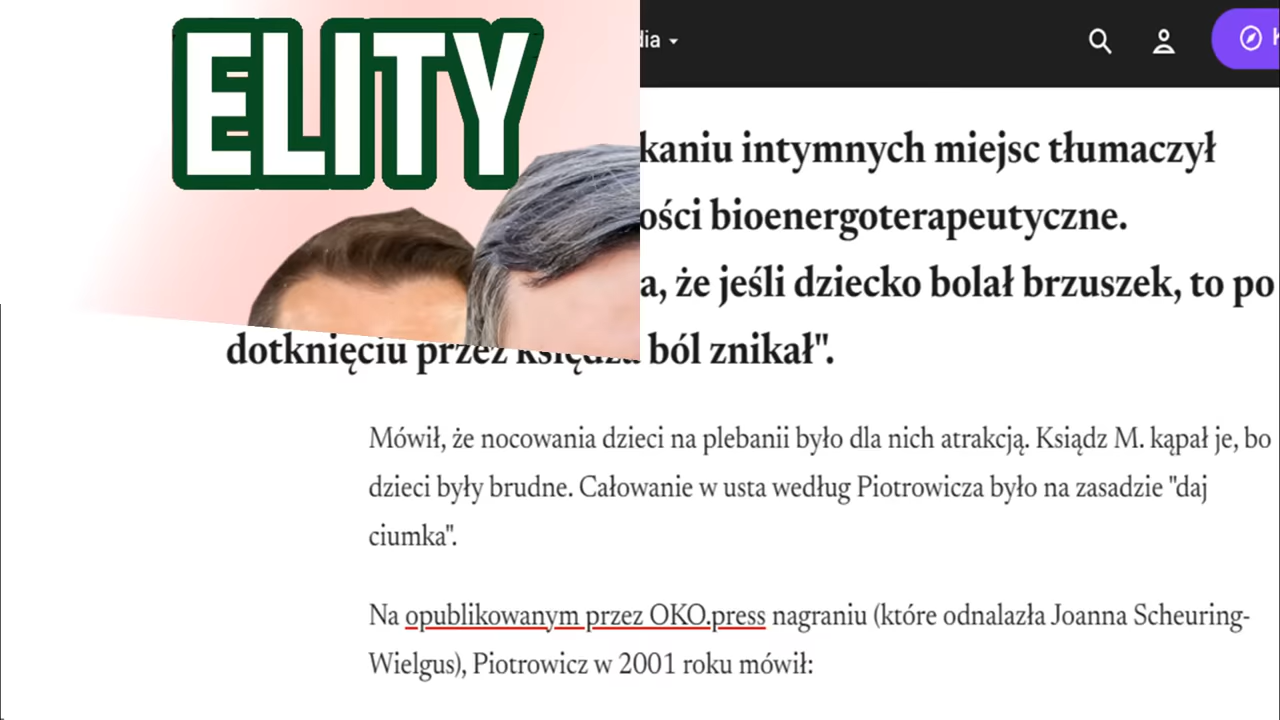 ELITY
dia
K
kaniu intymnych miejsc tłumaczył
ości bioenergoterapeutyczne.
a, że jeśli dziecko bolał brzuszek, to po
dotknięciu przez księdza ból znikał".
Mówił, że nocowania dzieci na plebanii było dla nich atrakcją. Ksiądz M. kąpał je, bo
dzieci były brudne. Całowanie w usta według Piotrowicza było na zasadzie "daj
ciumka".
Na opublikowanym przez OKO.press nagraniu (które odnalazła Joanna Scheuring-
Wielgus), Piotrowicz w 2001 roku mówił: